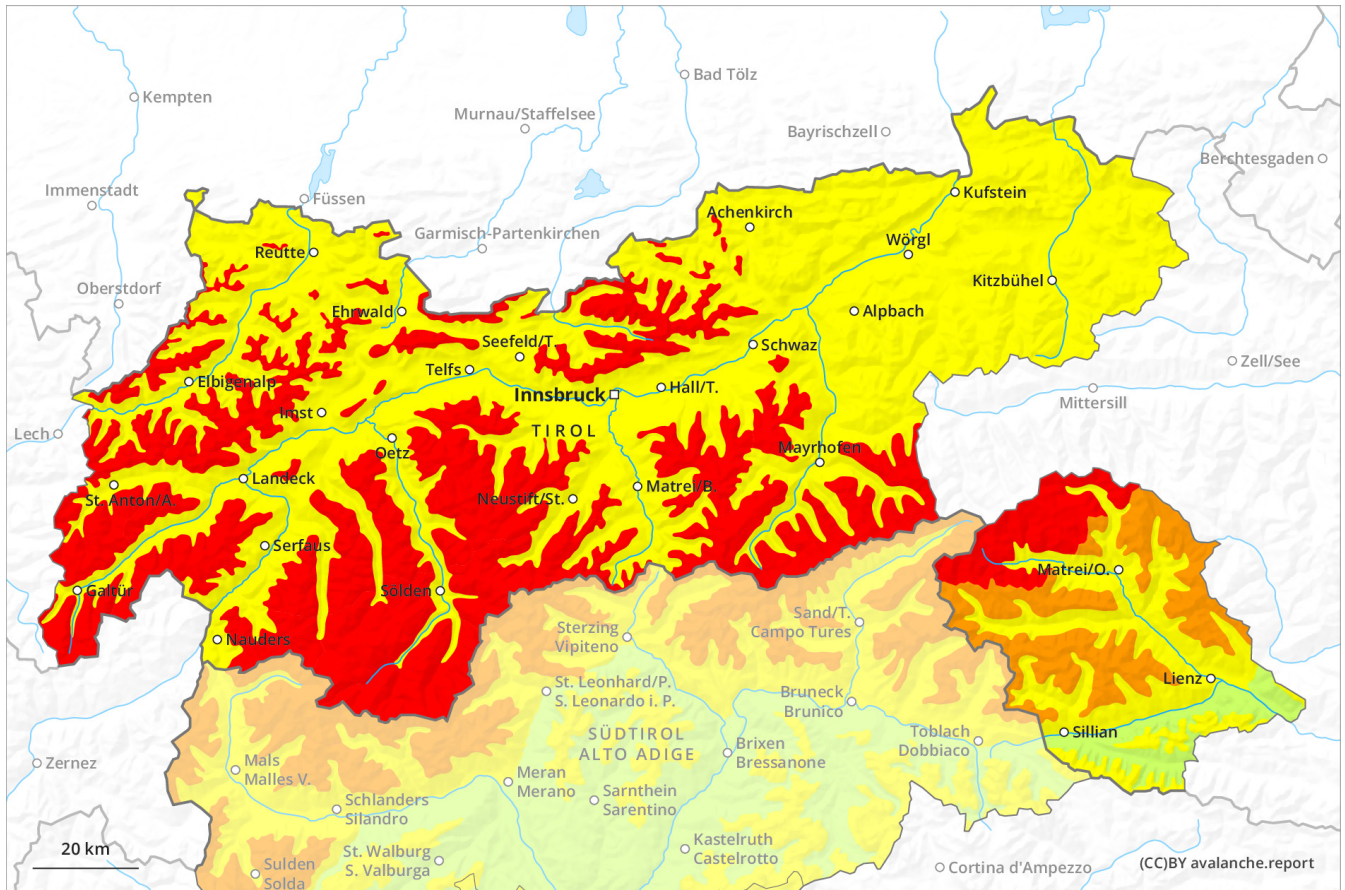 Bad Tölz
Kempten
Murnau/Staffelsee
Bayrischzell
Berchtesgaden
Immenstadt
Füssen
Kufstein
Achenkirch
Garmisch-Partenkirchen
Wörgl
Reutte
Kitzbühel
Oberstdorf
Ehrwald
Alpbach
Seefeld/T.
Schwaz
Zell/See
Telfs
Elbigenalp
Hall/T.
Innsbruck
Mittersill
Imst
Lech
TIROL
Oetz
Mayrhofen
Landeck
Matrei/B.
St. Anton/A.
Neustift/St.
Serfaus
Matrei/O.
Galtür
Sölden
Sand/T.
Campo Tures
Sterzing
Vipiteno
Nauders
Lienz
St. Leonhard/P.
S. Leonardo i. P.
Bruneck
Brunico
Sillian
SÜDTIROL
ALTO ADIGE
Toblach
Dobbiaco
Brixen
Bressanone
Zernez
Mals
Malles V.
Meran
Merano
Sarnthein
Sarentino
Schlanders
Silandro
Kastelruth
Castelrotto
20 km
St. Walburg
S. Valburga
Sulden
Solda
Cortina d'Ampezzo
(CC)BY avalanche.report